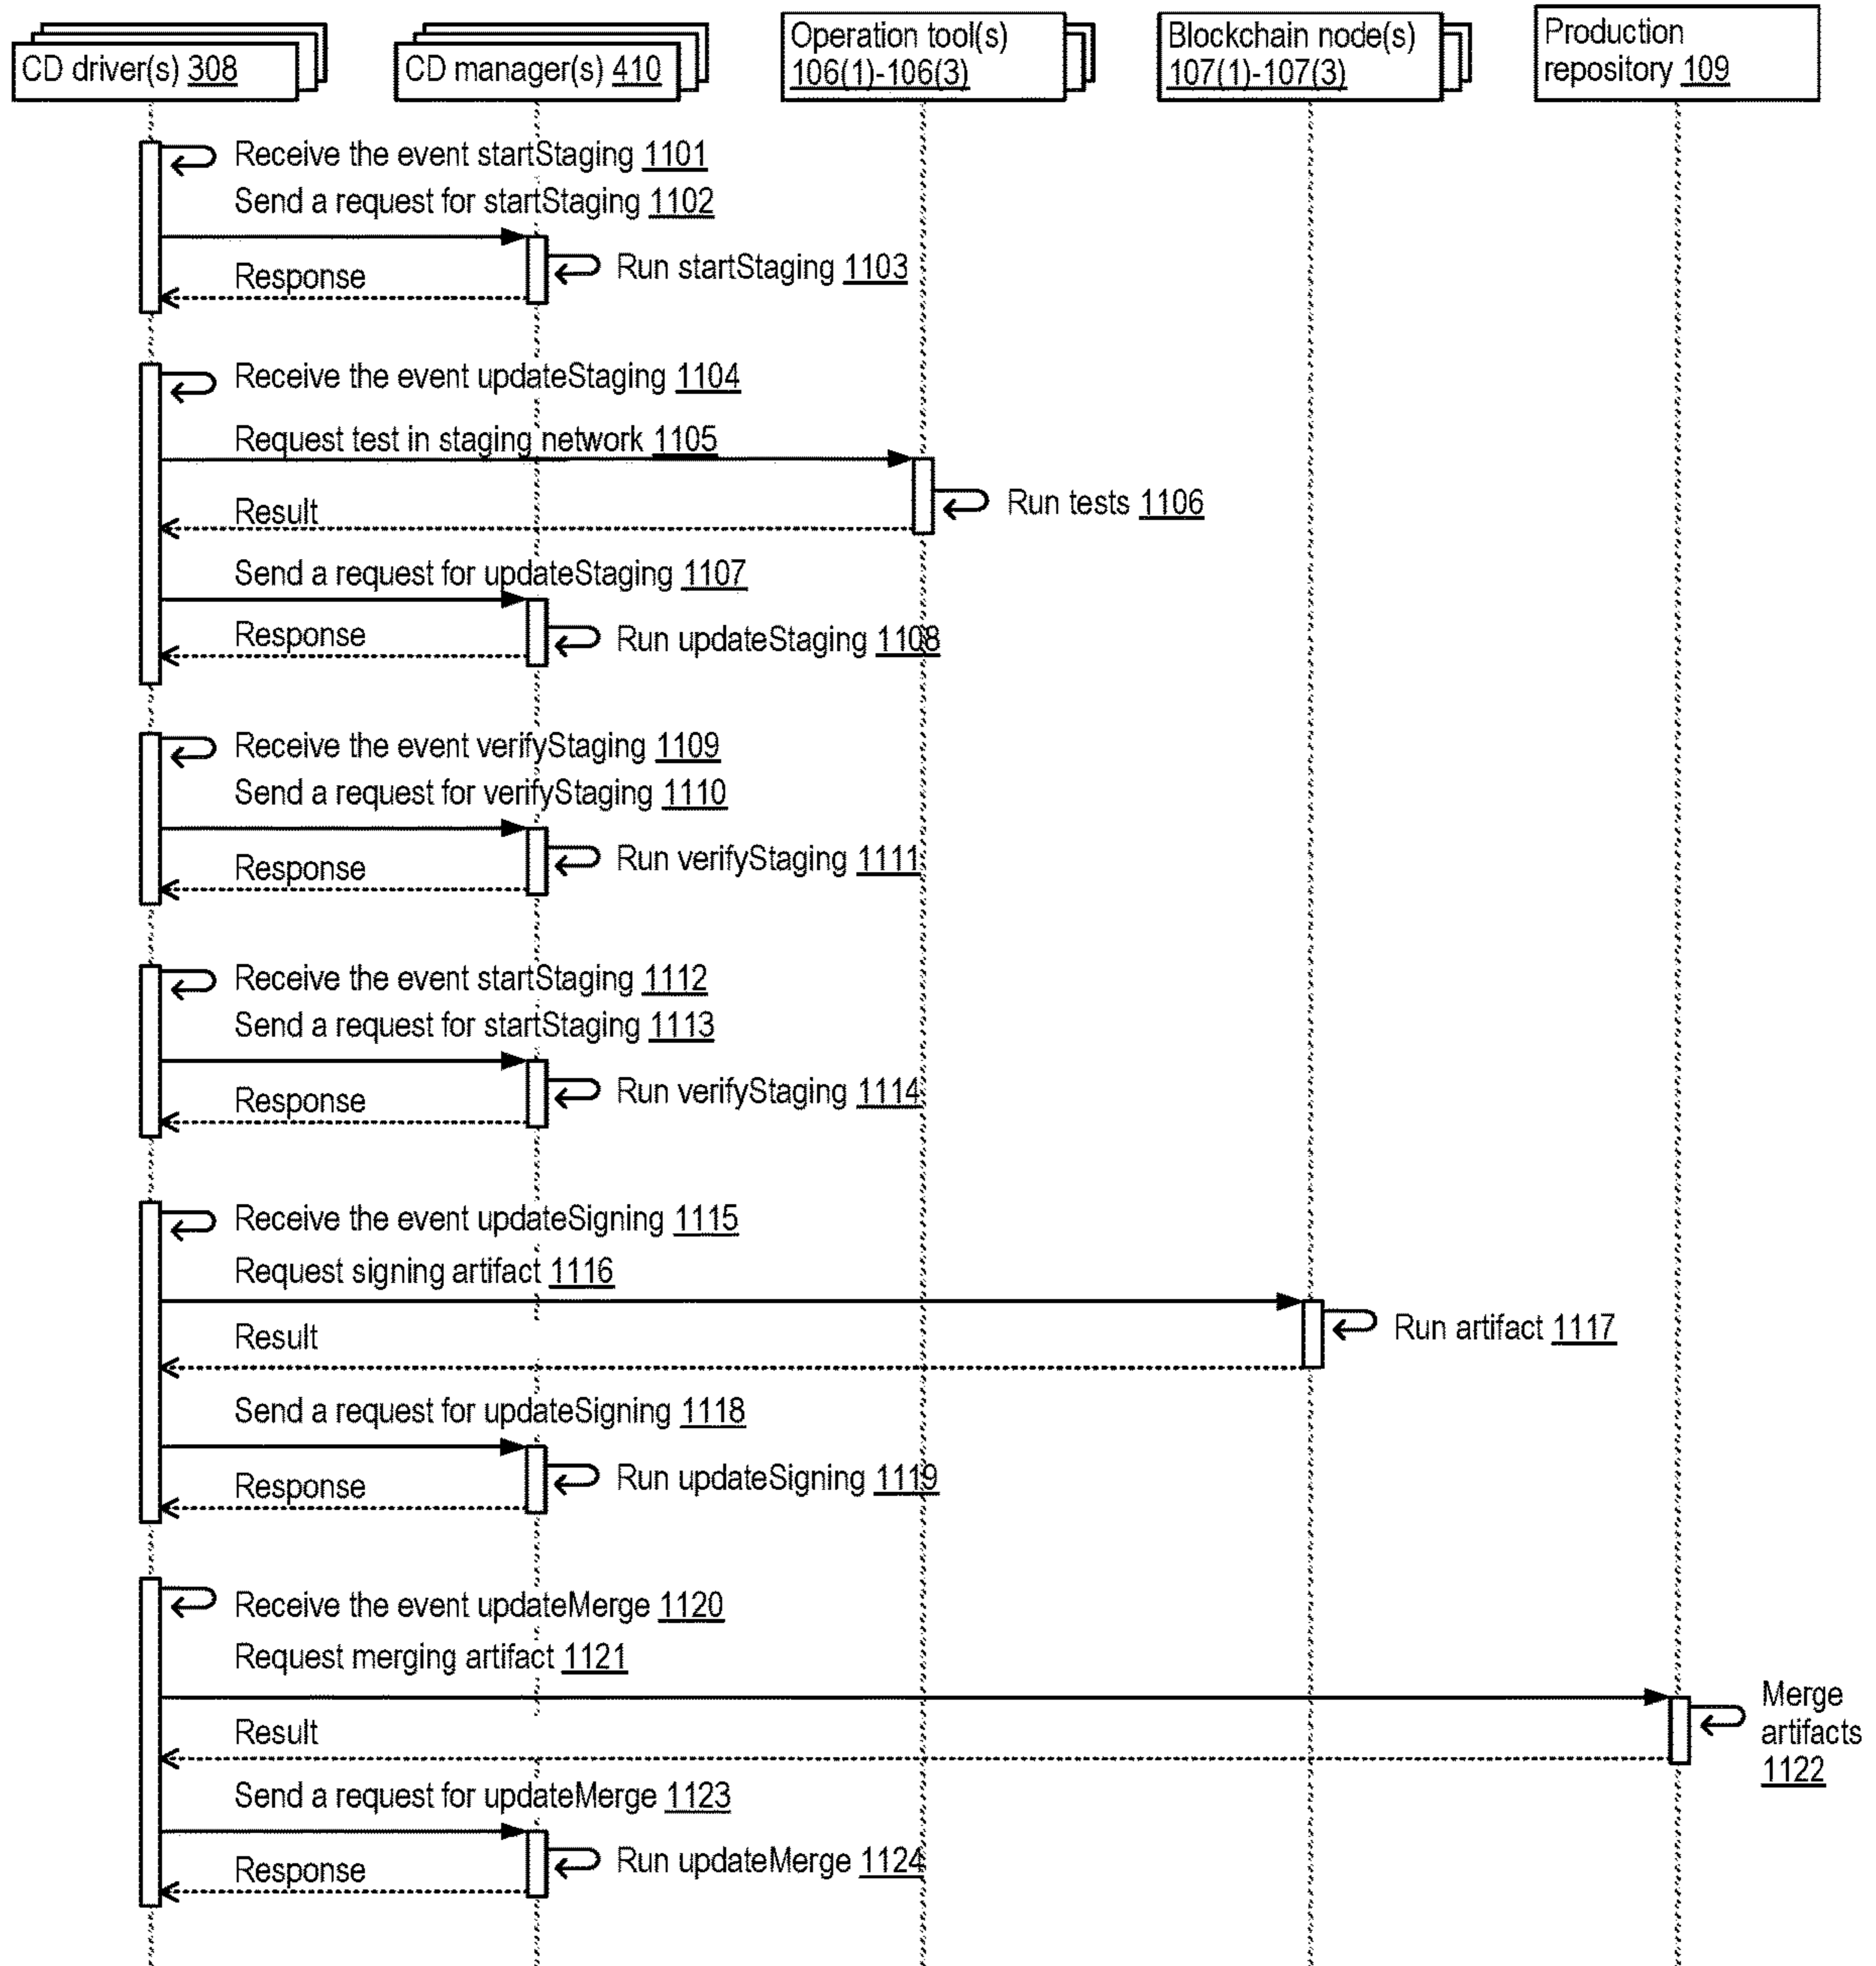 CD driver(s) 308
CD manager(s) 410
Operation tool(s)
106(1)-106(3)
Blockchain node(s)
107(1)-107(3)
Production
repository 109
Receive the event startStaging 1101
Send a request for startStaging 1102
Run startStaging 1103
Response
Receive the event updateStaging 1104
Request test in staging network 1105
Run tests 1106
Result
Send a request for updateStaging 1107
Response
Run updateStaging 1108
Receive the event verifyStaging 1109
Send a request for verifyStaging 1110
Run verifyStaging 1111
Response
Receive the event startStaging 1112
Send a request for startStaging 1113
Run verifyStaging 1114
Response
Receive the event updateSigning 1115
Request signing artifact 1116
Run artifact 1117
Result
Send a request for updateSigning 1118
Run updateSigning 1119
Response
Receive the event updateMerge 1120
Request merging artifact 1121
Merge
artifacts
1122
Result
Send a request for updateMerge 1123
Run updateMerge 1124
Response